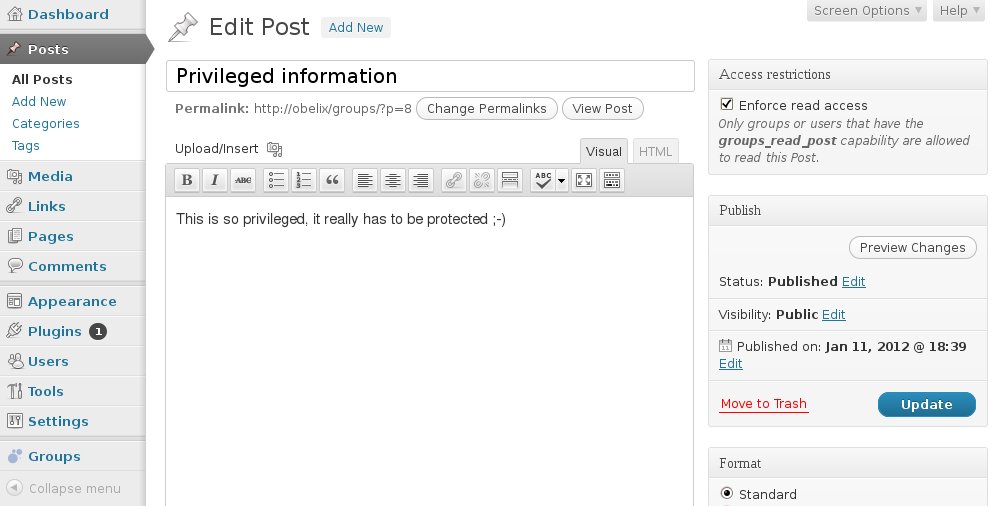 Dashboard
Posts
All Posts
Add New
Categories
Tags
Media
Links
Pages
Comments
Appearance
Plugins 1
Users
Tools
Settings
Groups
Collapse menu
Screen Options
Help
Edit Post Add New
Privileged information
Permalink: http://obelix/groups/?p=8 Change Permalinks View Post
Upload/Insert
Visual HTML
B I ABC ABC
This is so privileged, it really has to be protected ;-)
Access restrictions
Enforce read access
Only groups or users that have the
groups_read_post capability are allowed
to read this Post.
Publish
Preview Changes
Status: Published Edit
Visibility: Public Edit
Published on: Jan 11, 2012 @ 18:39
Edit
Move to Trash Update
Format
Standard